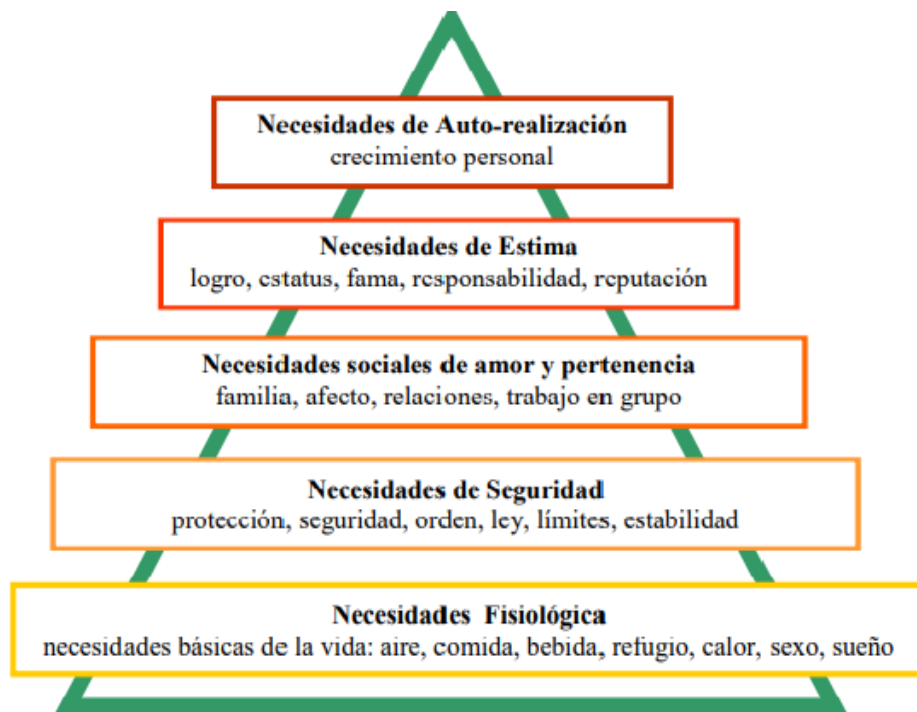 Necesidades de Auto-realización
crecimiento personal
Necesidades de Estima
logro, estatus, fama, responsabilidad, reputación
Necesidades sociales de amor y pertenencia
familia, afecto, relaciones, trabajo en grupo
Necesidades de Seguridad
protección, seguridad, orden, ley, límites, estabilidad
Necesidades Fisiológica
necesidades básicas de la vida: aire, comida, bebida, refugio, calor, sexo, sueño